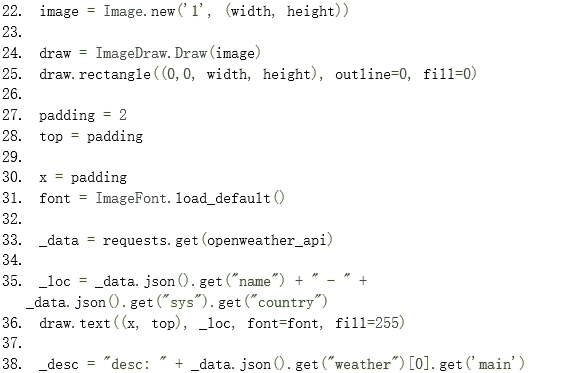 22. image = Image.new('1', (width, height))
23.
24. draw = ImageDraw.Draw(image)
25. draw.rectangle((0,0, width, height), outline=0, fill=0)
26.
27. padding = 2
28. top = padding
29.
30. x = padding
31. font = ImageFont.load_default()
32.
33. _data = requests.get(openweather_api)
34.
35. _loc = _data.json().get("name") + " - " +
_data.json().get("sys").get("country")
36. draw.text((x, top), _loc, font=font, fill=255)
37.
38. _desc = "desc: " + _data.json().get("weather")[0].get('main')